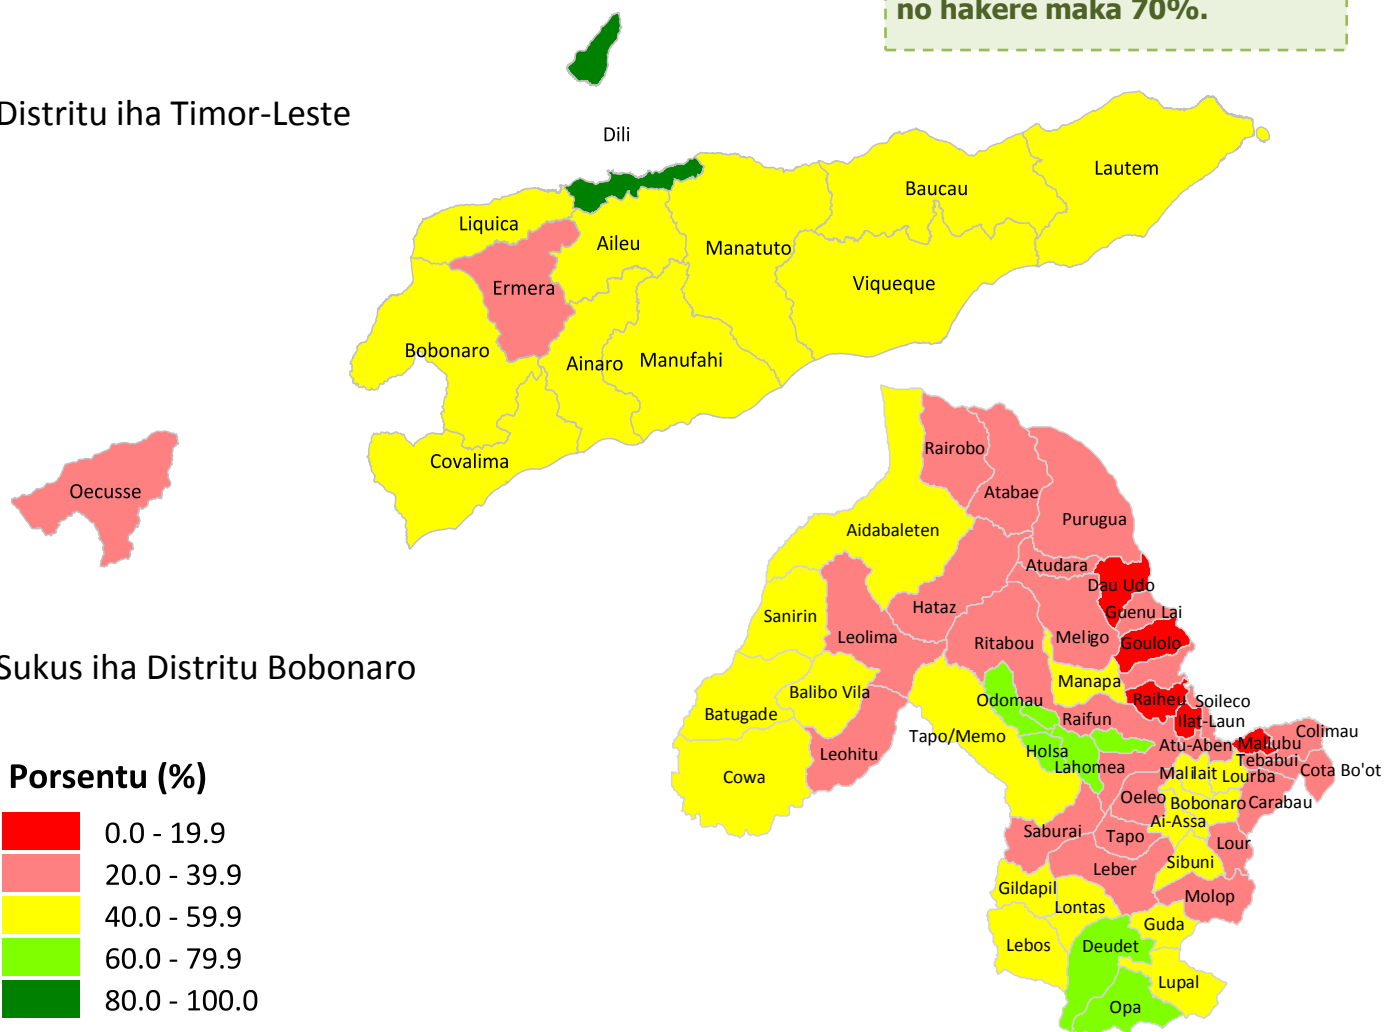 no hakere maka 70%.
Distritu iha Timor-Leste
Dili
Lautem
Baucau
Liquica
Aileu
Manatuto
Viqueque
Ermera
Bobonaro
Ainaro
Manufahi
Covalima
Oecusse
Rairobo
Atabae
Purugua
Aidabaleten
Atudara
Dau Udo
Hataz
Guenu Lai
Sanirin
Leolima
Ritabou
Meligo
Goulolo
Sukus iha Distritu Bobonaro
Manapa
Balibo Vila
Odomau
Raiheu
Soileco
Batugade
Raifun
Ilat-Laun
Tapo/Memo
Colimau
Leohitu
Holsa
Atu-Aben
Maliubu
Lahomea
Tebabui
Cowa
Malilait
Lourba
Cota Bo'ot
Oeleo
Bobonaro
Carabau
Ai-Assa
Saburai
Tapo
Lour
Leber
Sibuni
Gildapil
Lontas
Molop
Guda
Lebos
Deudet
Lupal
Opa
Porsentu (%)
0.0 - 19.9
20.0 - 39.9
40.0 - 59.9
60.0 - 79.9
80.0 - 100.0